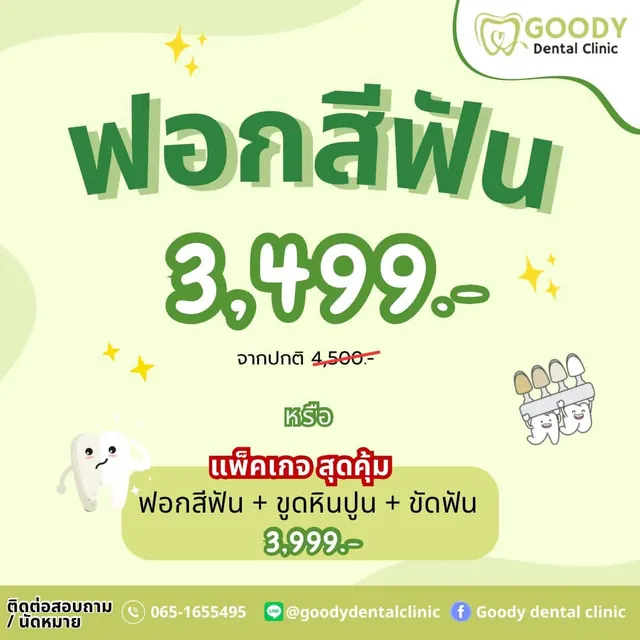 GOODY
Dental Clinic
ฟอกสีฟัน
3,499.-
จากปกติ 4,500.-
หรือ
แพ็คเกจ สุดคุ้ม
ฟอกสีฟัน + ขูดหินปูน + ขัดฟัน
3,999.-
ติดต่อสอบถาม
/ นัดหมาย
065-1655495 LINE @goodydentalclinic f Goody dental clinic